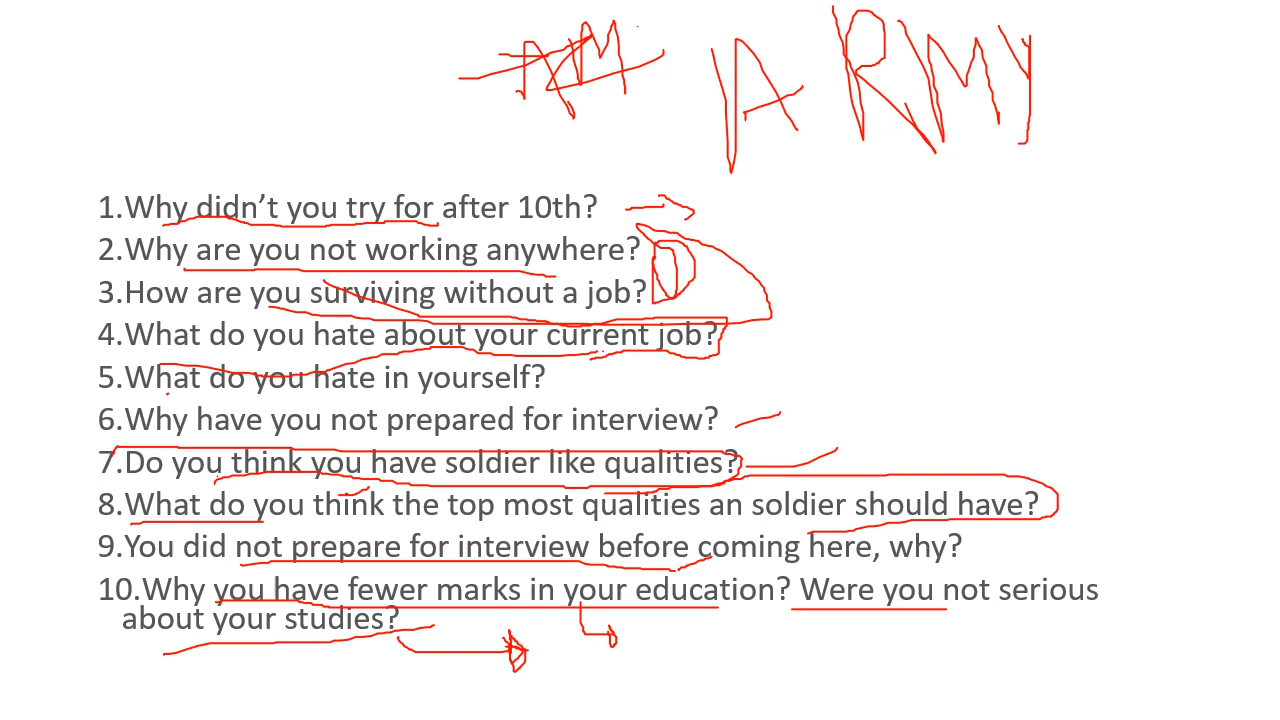 AM ARMY
1.Why didn't you try for after 10th?
2.Why are you not working anywhere?
3.How are you surviving without a job?
4.What do you hate about your current job?
5.What do you hate in yourself?
6.Why have you not prepared for interview?
7.Do you think you have soldier like qualities?
8.What do you think the top most qualities an soldier should have?
9.You did not prepare for interview before coming here, why?
10.Why you have fewer marks in your education? Were you not serious
about your studies?